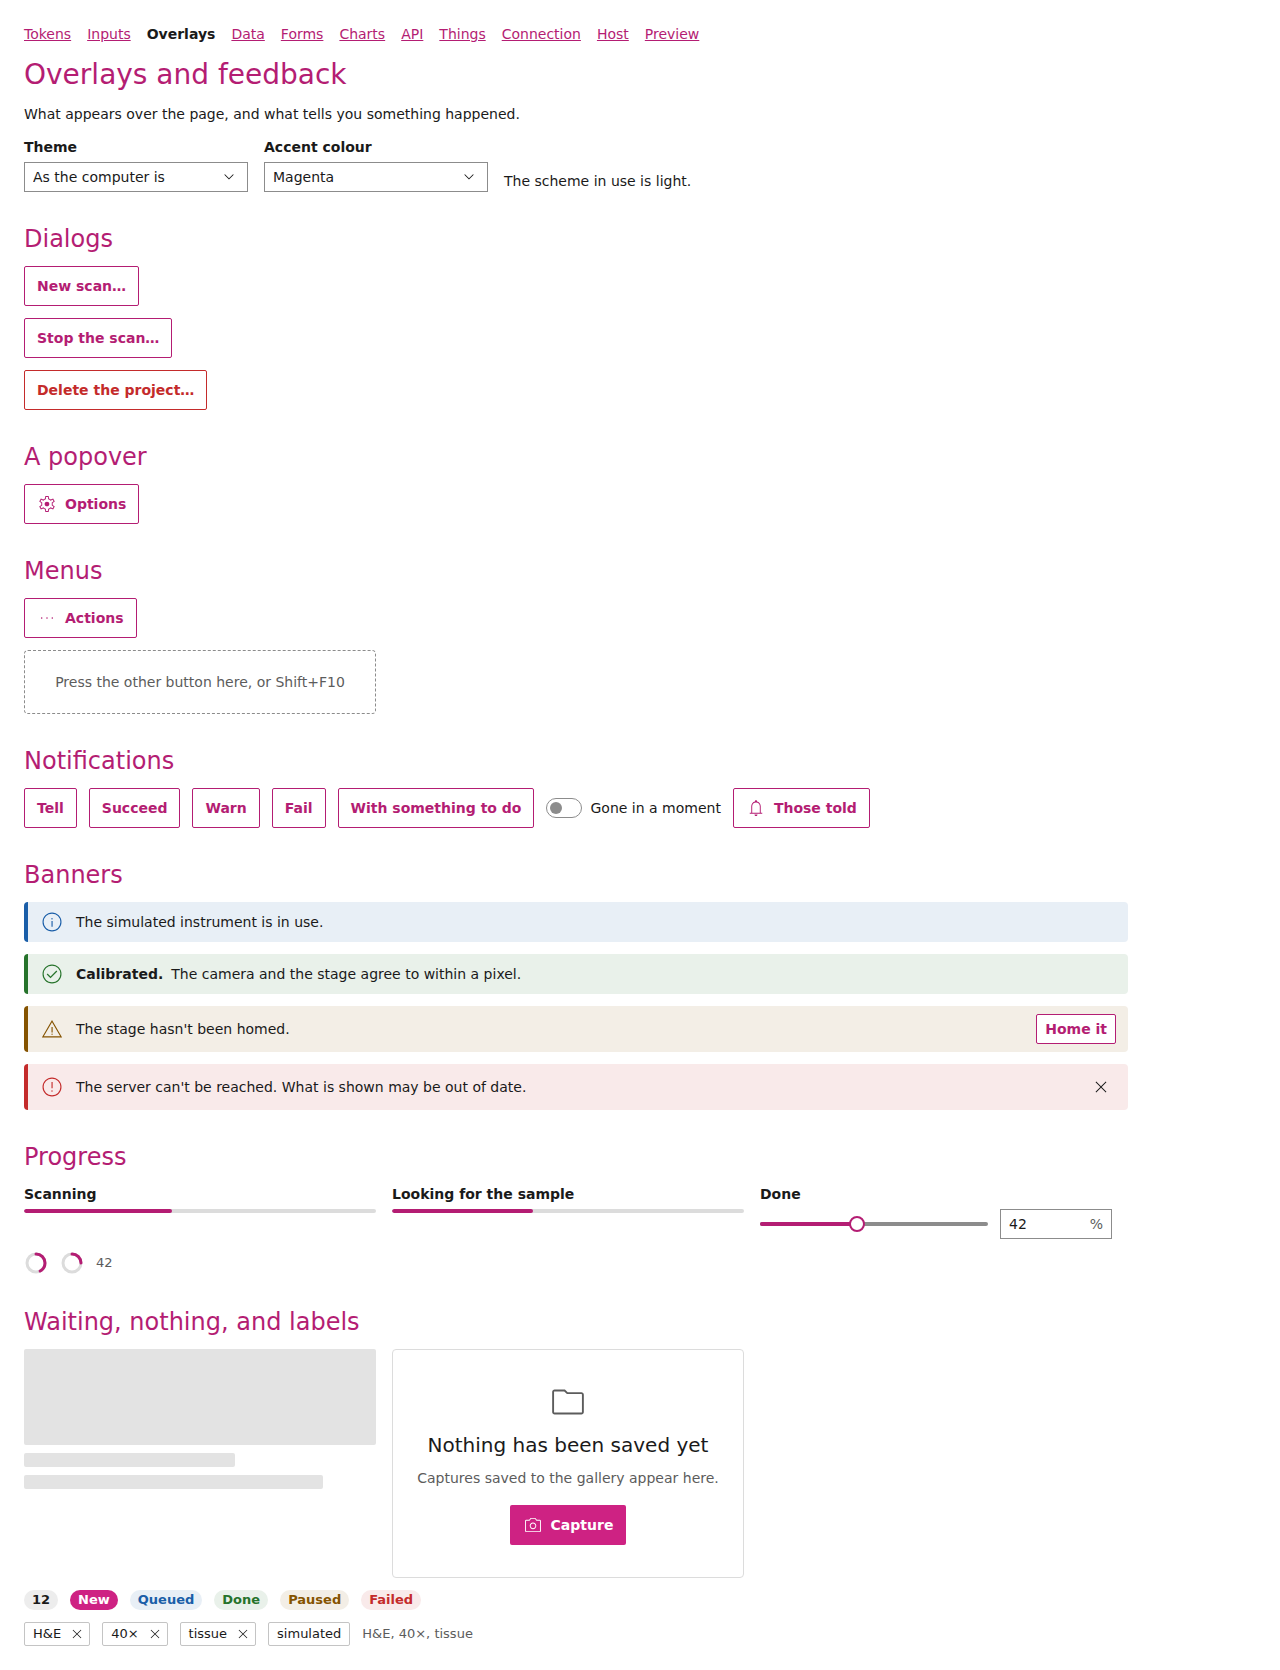 Tokens Inputs Overlays Data Forms Charts API Things Connection Host Preview
Overlays and feedback
What appears over the page, and what tells you something happened.
Theme Accent colour
As the computer is Magenta The scheme in use is light.
Dialogs
New scan...
Stop the scan...
Delete the project...
A popover
Options
Menus
Actions
Press the other button here, or Shift+F10
Notifications
Tell Succeed Warn Fail With something to do Gone in a moment Those told
Banners
The simulated instrument is in use.
Calibrated. The camera and the stage agree to within a pixel.
The stage hasn't been homed. Home it
The server can't be reached. What is shown may be out of date.
Progress
Scanning Looking for the sample Done
42 %
42
Waiting, nothing, and labels
Nothing has been saved yet
Captures saved to the gallery appear here.
Capture
12 New Queued Done Paused Failed
H&E 40× tissue simulated H&E, 40×, tissue